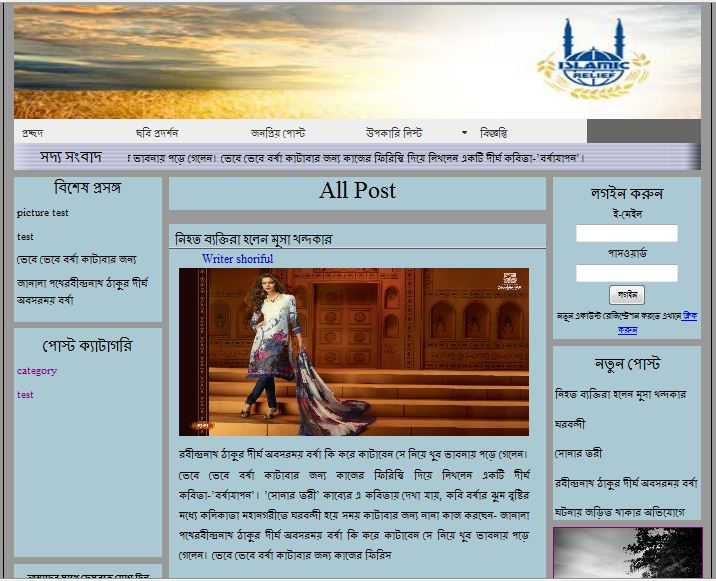 ISLAMIC
RELIEF
প্রচ্ছদ ছবি প্রদর্শন জনপ্রিয় পোস্ট উপকারি লিস্ট বিজ্ঞপ্তি
সদ্য সংবাদ ভাবনায় পড়ে গেলেন। ভেবে ভেবে বর্ষা কাটাবার জন্য কাজের ফিরিস্তি দিয়ে লিখলেন একটি দীর্ঘ কবিতা-'বর্ষাযাপন'।
বিশেষ প্রসঙ্গ
picture test
test
ভেবে ভেবে বর্ষা কাটাবার জন্য
জানালা পথেরবীন্দ্রনাথ ঠাকুর দীর্ঘ
অবসরময় বর্ষা
পোস্ট ক্যাটাগরি
category
test
All Post
নিহত ব্যক্তিরা হলেন মুসা খন্দকার
Writer shoriful
রবীন্দ্রনাথ ঠাকুর দীর্ঘ অবসরময় বর্ষা কি করে কাটাবেন সে নিয়ে খুব ভাবনায় পড়ে গেলেন।
ভেবে ভেবে বর্ষা কাটাবার জন্য কাজের ফিরিস্তি দিয়ে লিখলেন একটি দীর্ঘ
কবিতা-'বর্ষাযাপন'। 'সোনার তরী' কাব্যের এ কবিতায় দেখা যায়, কবি বর্ষার ঝুম বৃষ্টির
মধ্যে কলিকাতা মহানগরীতে ঘরবন্দী হয়ে সময় কাটাবার জন্য নানা কাজ করছেন- জানালা
পথেরবীন্দ্রনাথ ঠাকুর দীর্ঘ অবসরময় বর্ষা কি করে কাটাবেন সে নিয়ে খুব ভাবনায় পড়ে
গেলেন। ভেবে ভেবে বর্ষা কাটাবার জন্য কাজের ফিরিস
লগইন করুন
ই-মেইল
পাসওয়ার্ড
লগইন
নতুন একাউন্ট রেজিস্ট্রেশন করতে এখানে ক্লিক
করুন
নতুন পোস্ট
নিহত ব্যক্তিরা হলেন মুসা খন্দকার
ঘরবন্দী
সোনার তরী
রবীন্দ্রনাথ ঠাকুর দীর্ঘ অবসরময় বর্ষা
ঘটনায় জড়িত থাকার অভিযোগে